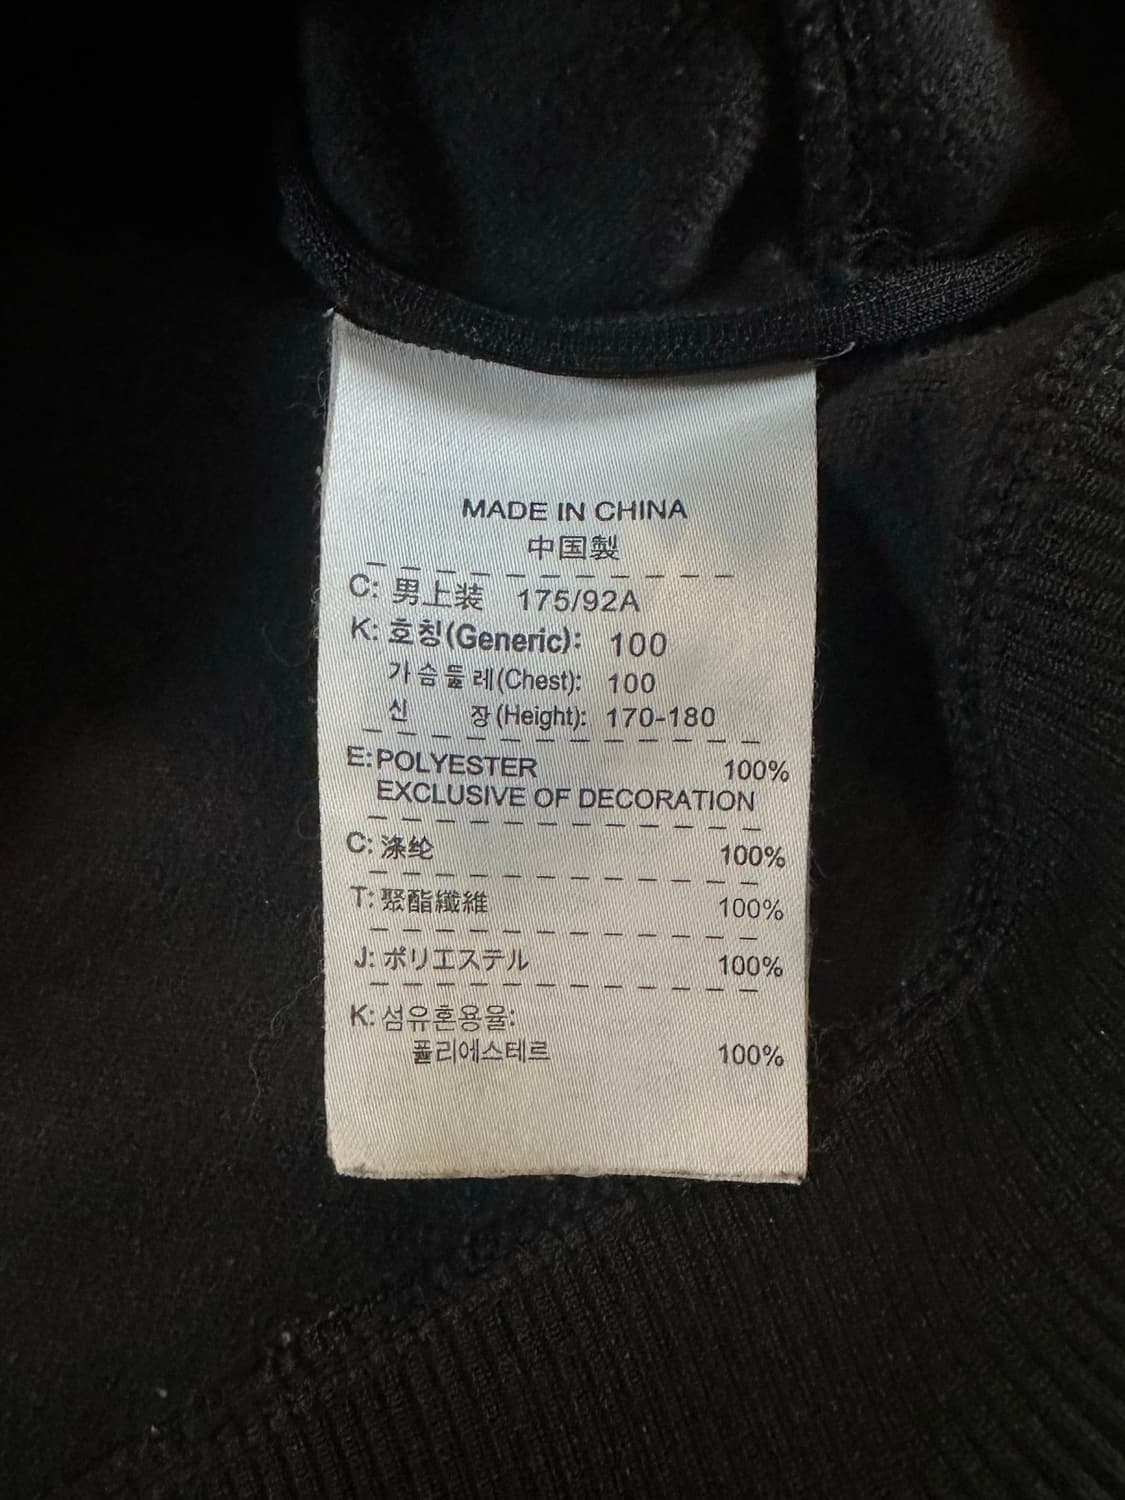 MADE IN CHINA
中国製
C: 男上装 175/92A
K: 호칭(Generic): 100
가슴둘레(Chest): 100
신 장(Height): 170-180
E: POLYESTER 100%
EXCLUSIVE OF DECORATION
C: 涤纶 100%
T: 聚酯纖維 100%
J: ポリエステル 100%
K: 섬유혼용율:
폴리에스테르 100%